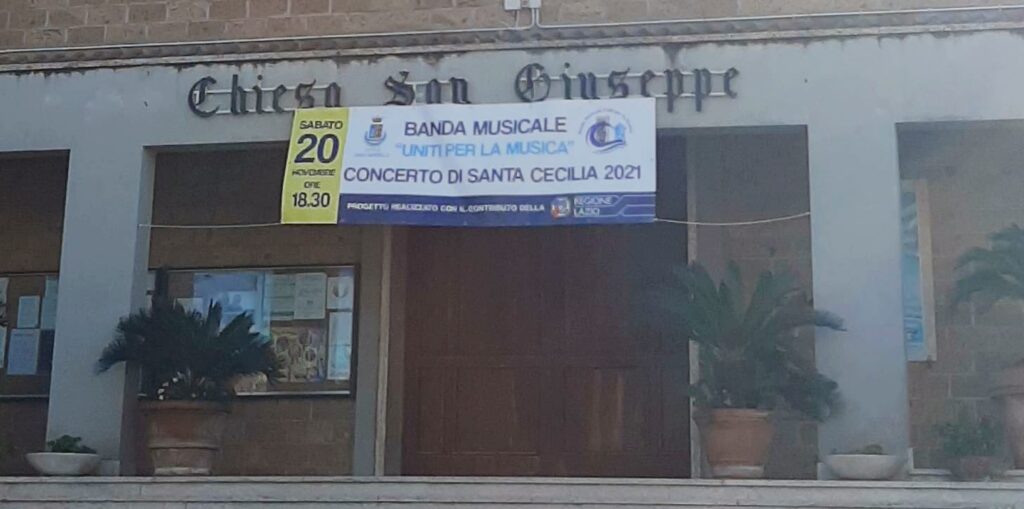 Chiesa San Giuseppe
SABATO
20
NOVEMBRE
ORE
18.30
BANDA MUSICALE
"UNITI PER LA MUSICA"
CONCERTO DI SANTA CECILIA 2021
PROGETTO REALIZZATO CON IL CONTRIBUTO DELLA
REGIONE
LAZIO